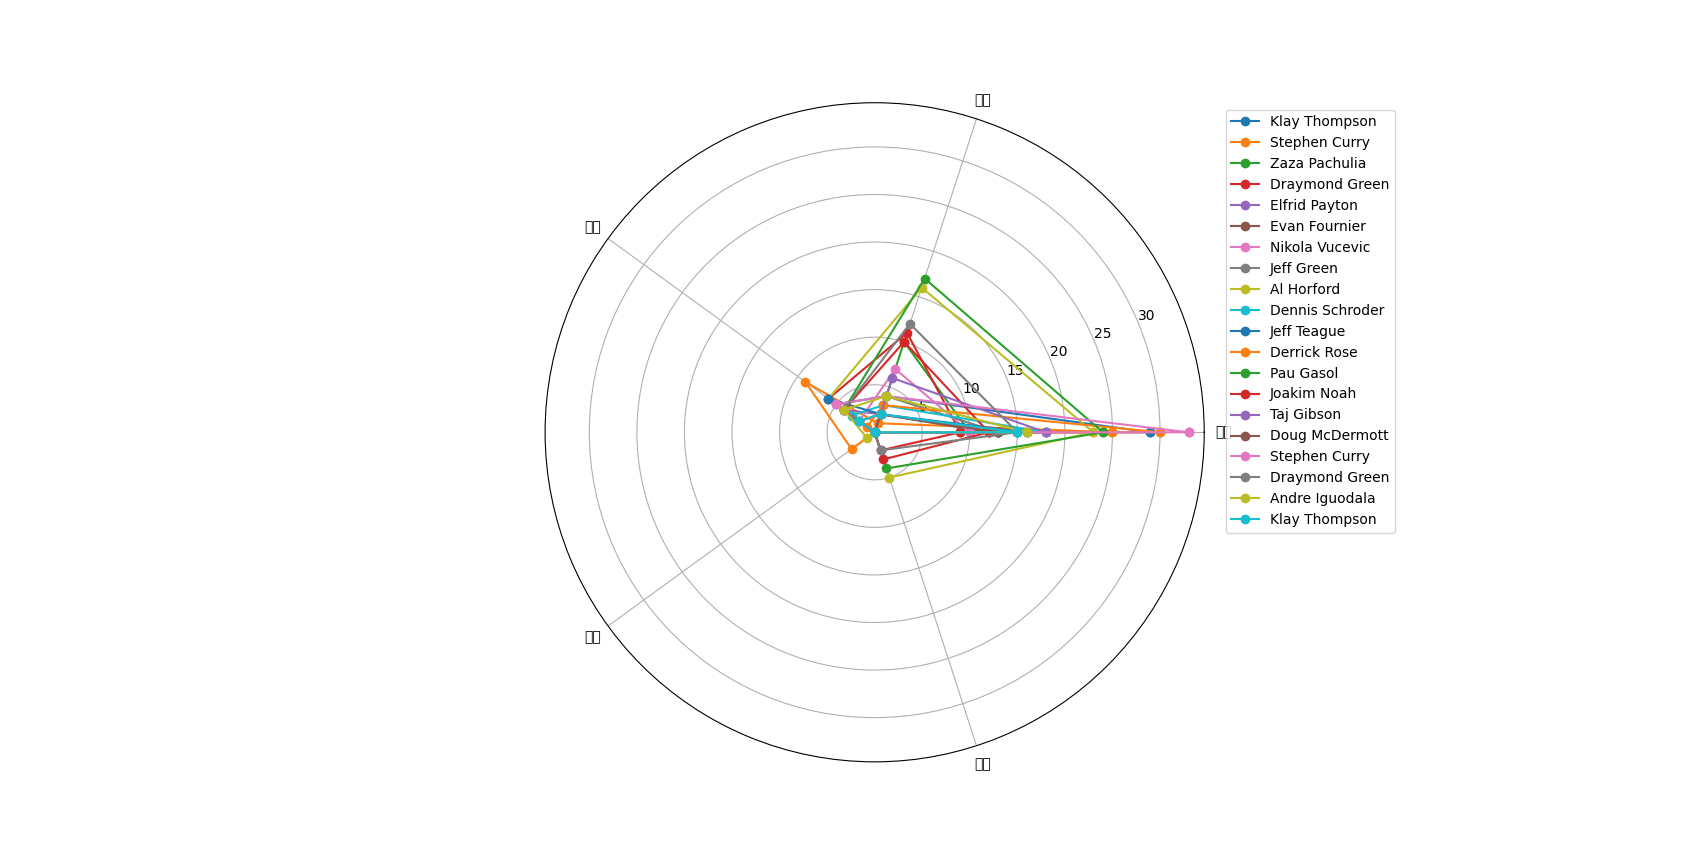 5
10
15
20
25
30
Klay Thompson
Stephen Curry
Zaza Pachulia
Draymond Green
Elfrid Payton
Evan Fournier
Nikola Vucevic
Jeff Green
Al Horford
Dennis Schroder
Jeff Teague
Derrick Rose
Pau Gasol
Joakim Noah
Taj Gibson
Doug McDermott
Stephen Curry
Draymond Green
Andre Iguodala
Klay Thompson